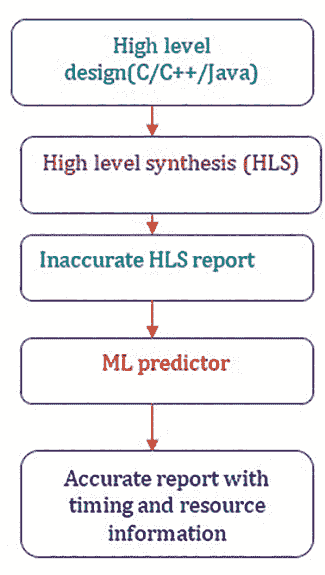 High level
design(C/C++/Java)
High level synthesis (HLS)
Inaccurate HLS report
ML predictor
Accurate report with
timing and resource
information